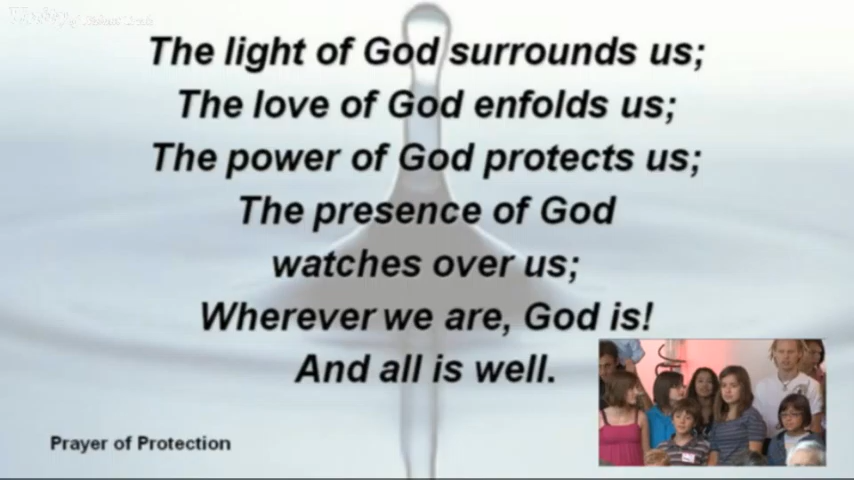 The light of God surrounds us;
The love of God enfolds us;
The power of God protects us;
The presence of God
watches over us;
Wherever we are, God is!
And all is well.
Prayer of Protection